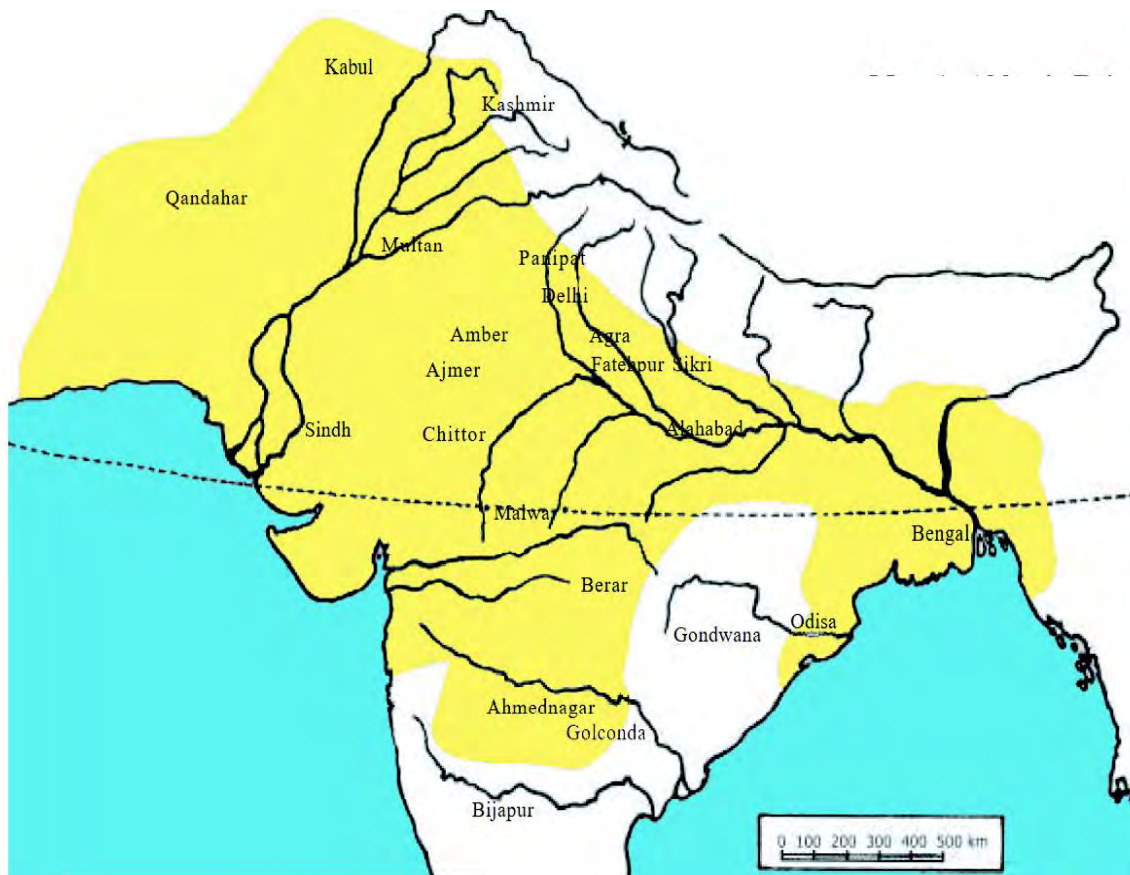 Kabul
Kashmir
Qandahar
Multan
Panipat
Delhi
Amber
Agra
Fatehpur Sikri
Ajmer
Sindh
Chittor
Alahabad
Malwar
Bengal
Berar
Gondwana
Odisa
Ahmednagar
Golconda
Bijapur
0 100 200 300 400 500 km